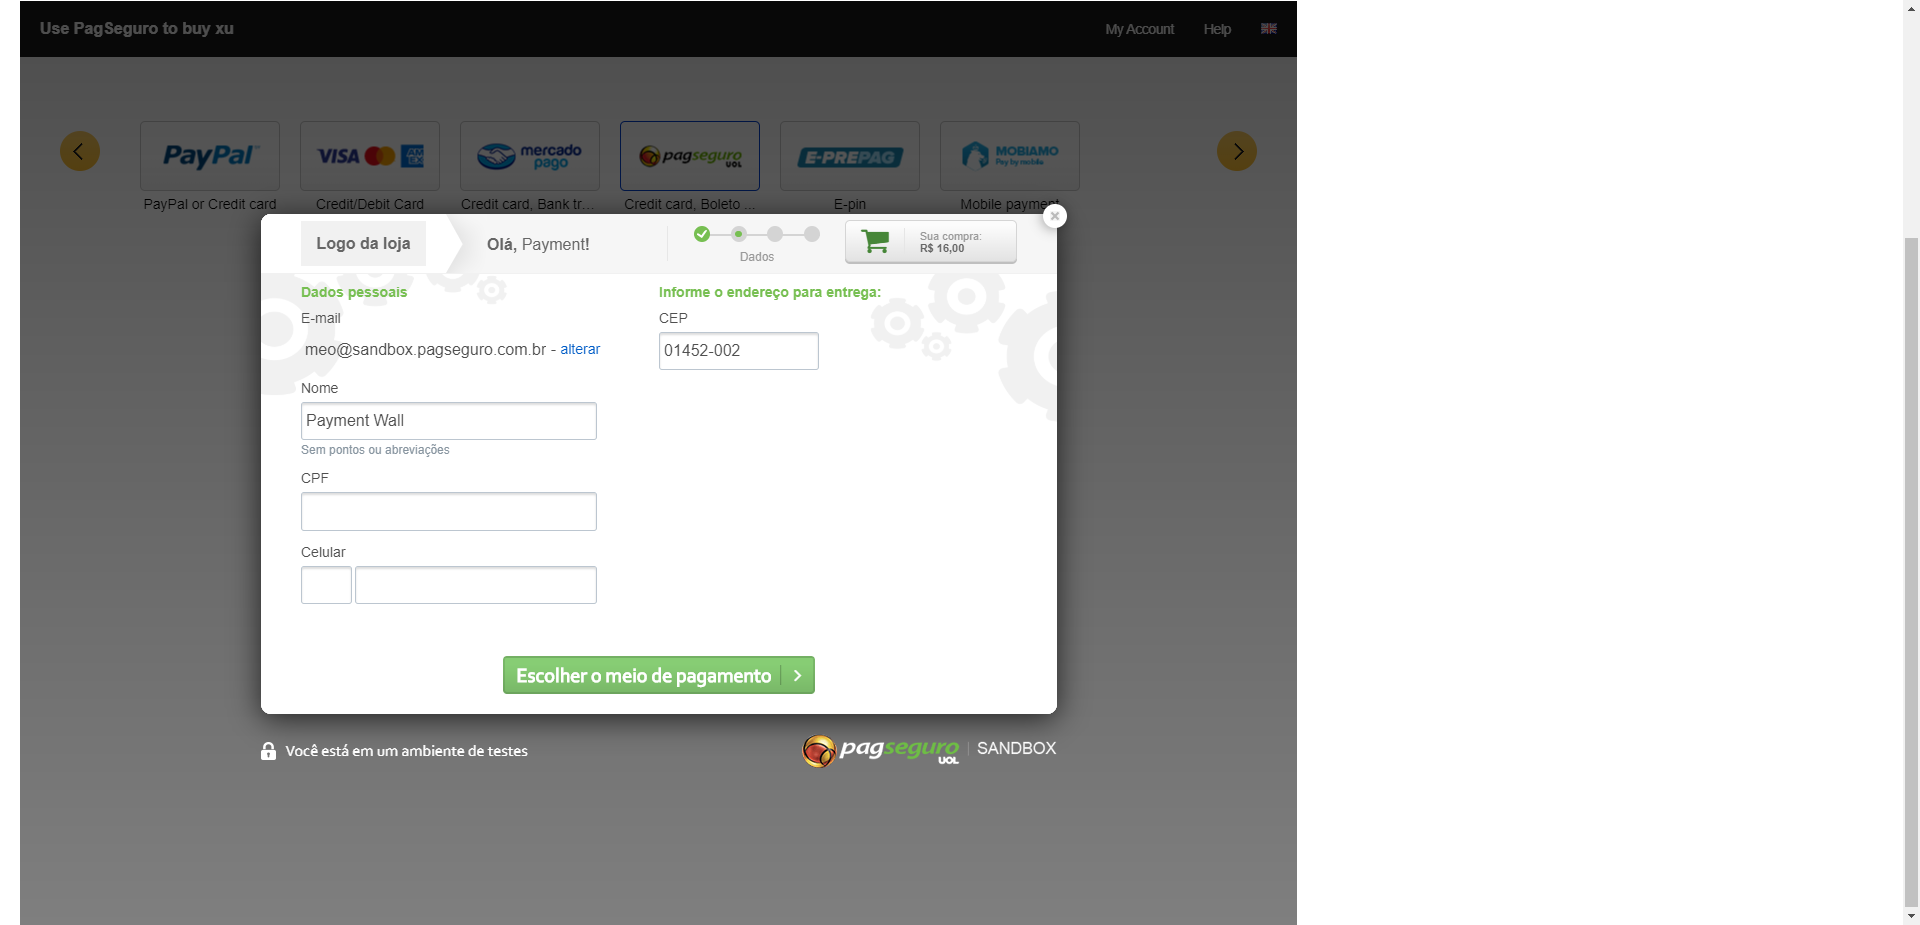 Use PagSeguro to buy xu
My Account Help
PayPal VISA AMEX mercado pago pagseguro UOL E-PREPAG MOBIAMO Pay by mobile
PayPal or Credit card Credit/Debit Card Credit card, Bank tr... Credit card, Boleto ... E-pin Mobile payment
Logo da loja
Olá, Payment!
Dados
Sua compra:
R$ 16,00
Dados pessoais
E-mail
meo@sandbox.pagseguro.com.br - alterar
Nome
Payment Wall
Sem pontos ou abreviações
CPF
Celular
Informe o endereço para entrega:
CEP
01452-002
Escolher o meio de pagamento
Você está em um ambiente de testes
pagseguro UOL SANDBOX